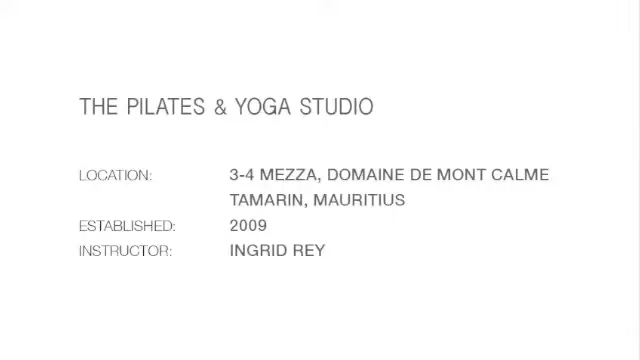 THE PILATES & YOGA STUDIO
LOCATION: 3-4 MEZZA, DOMAINE DE MONT CALME
TAMARIN, MAURITIUS
ESTABLISHED: 2009
INSTRUCTOR: INGRID REY